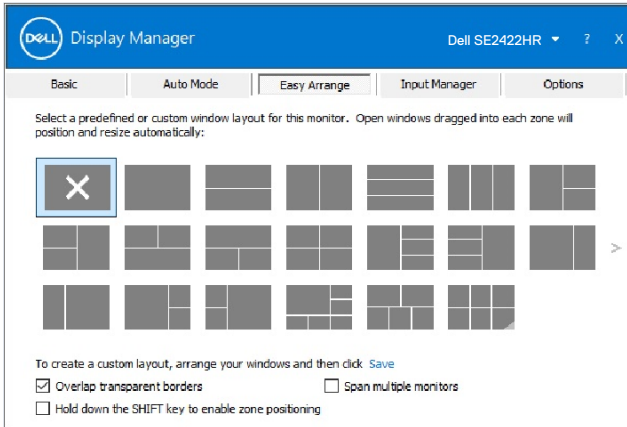 DELL Display Manager Dell SE2422HR ? X
Basic Auto Mode Easy Arrange Input Manager Options
Select a predefined or custom window layout for this monitor. Open windows dragged into each zone will
position and resize automatically:
>
To create a custom layout, arrange your windows and then click Save
Overlap transparent borders Span multiple monitors
Hold down the SHIFT key to enable zone positioning